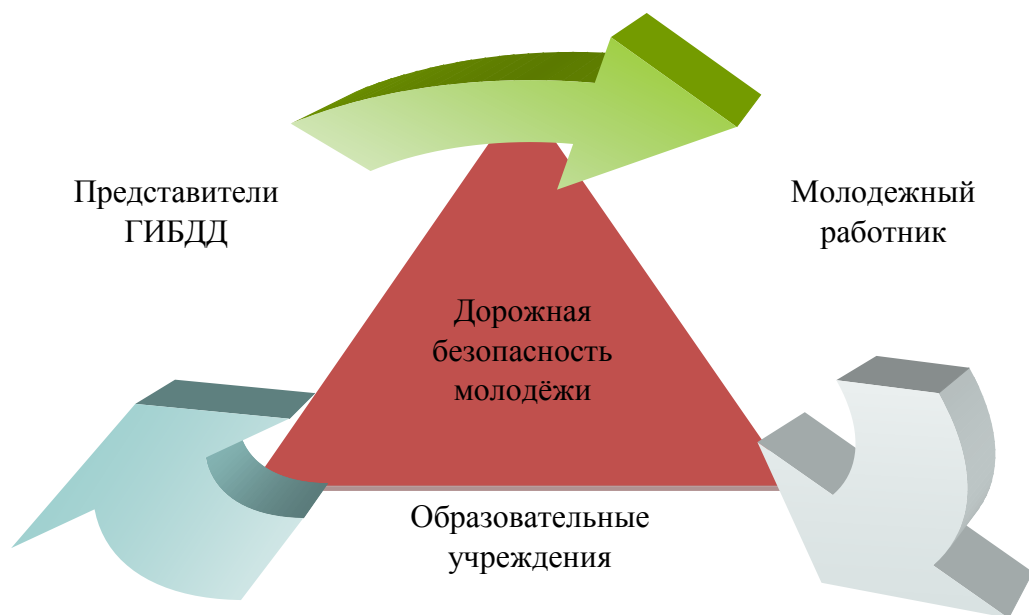 Представители
ГИБДД
Молодежный
работник
Дорожная
безопасность
молодёжи
Образовательные
учреждения